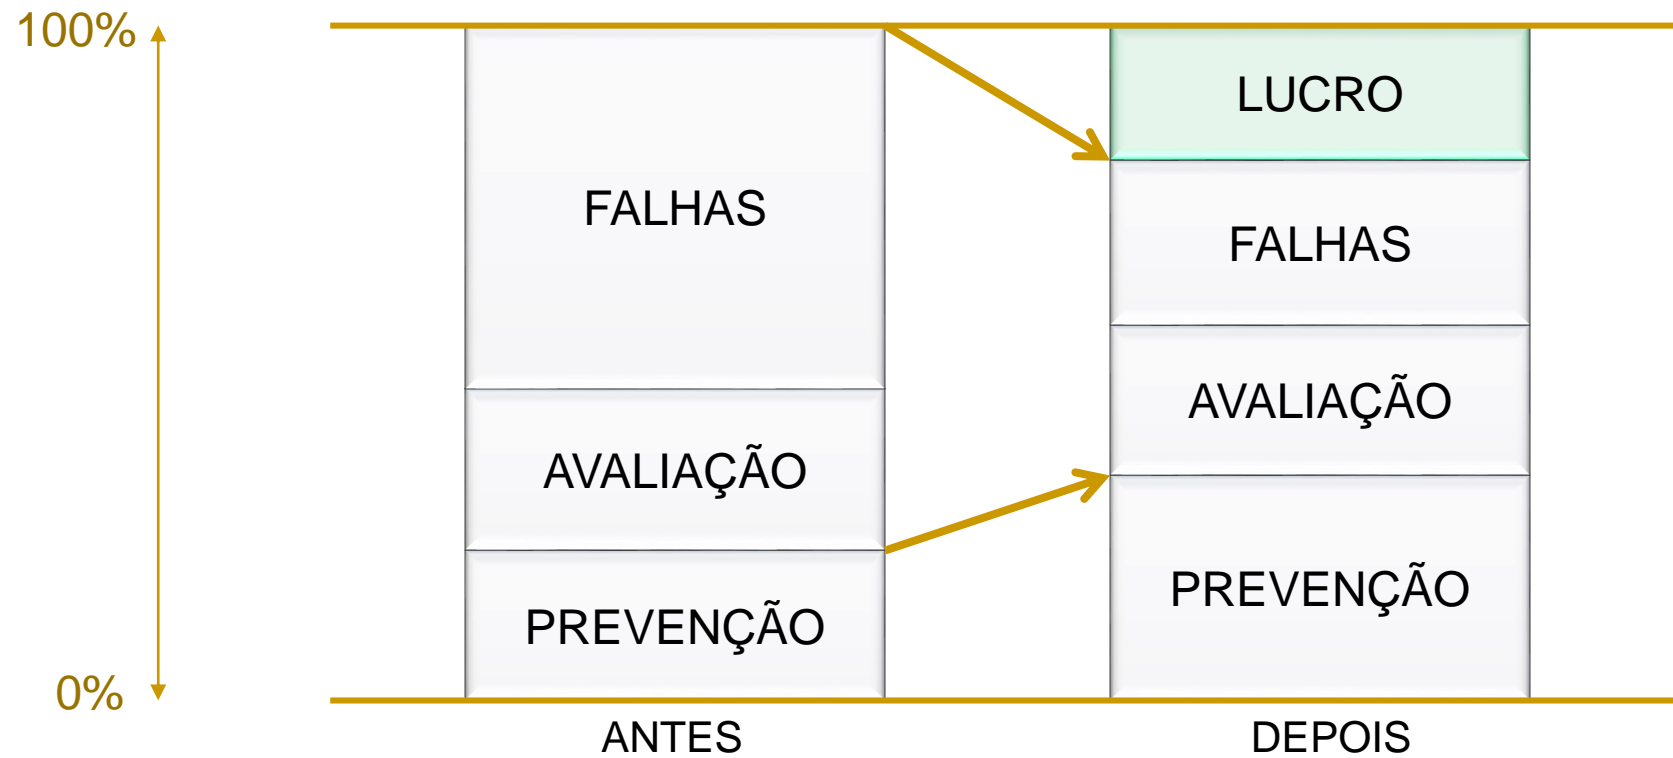 100%
0%
FALHAS
AVALIAÇÃO
PREVENÇÃO
ANTES
LUCRO
FALHAS
AVALIAÇÃO
PREVENÇÃO
DEPOIS